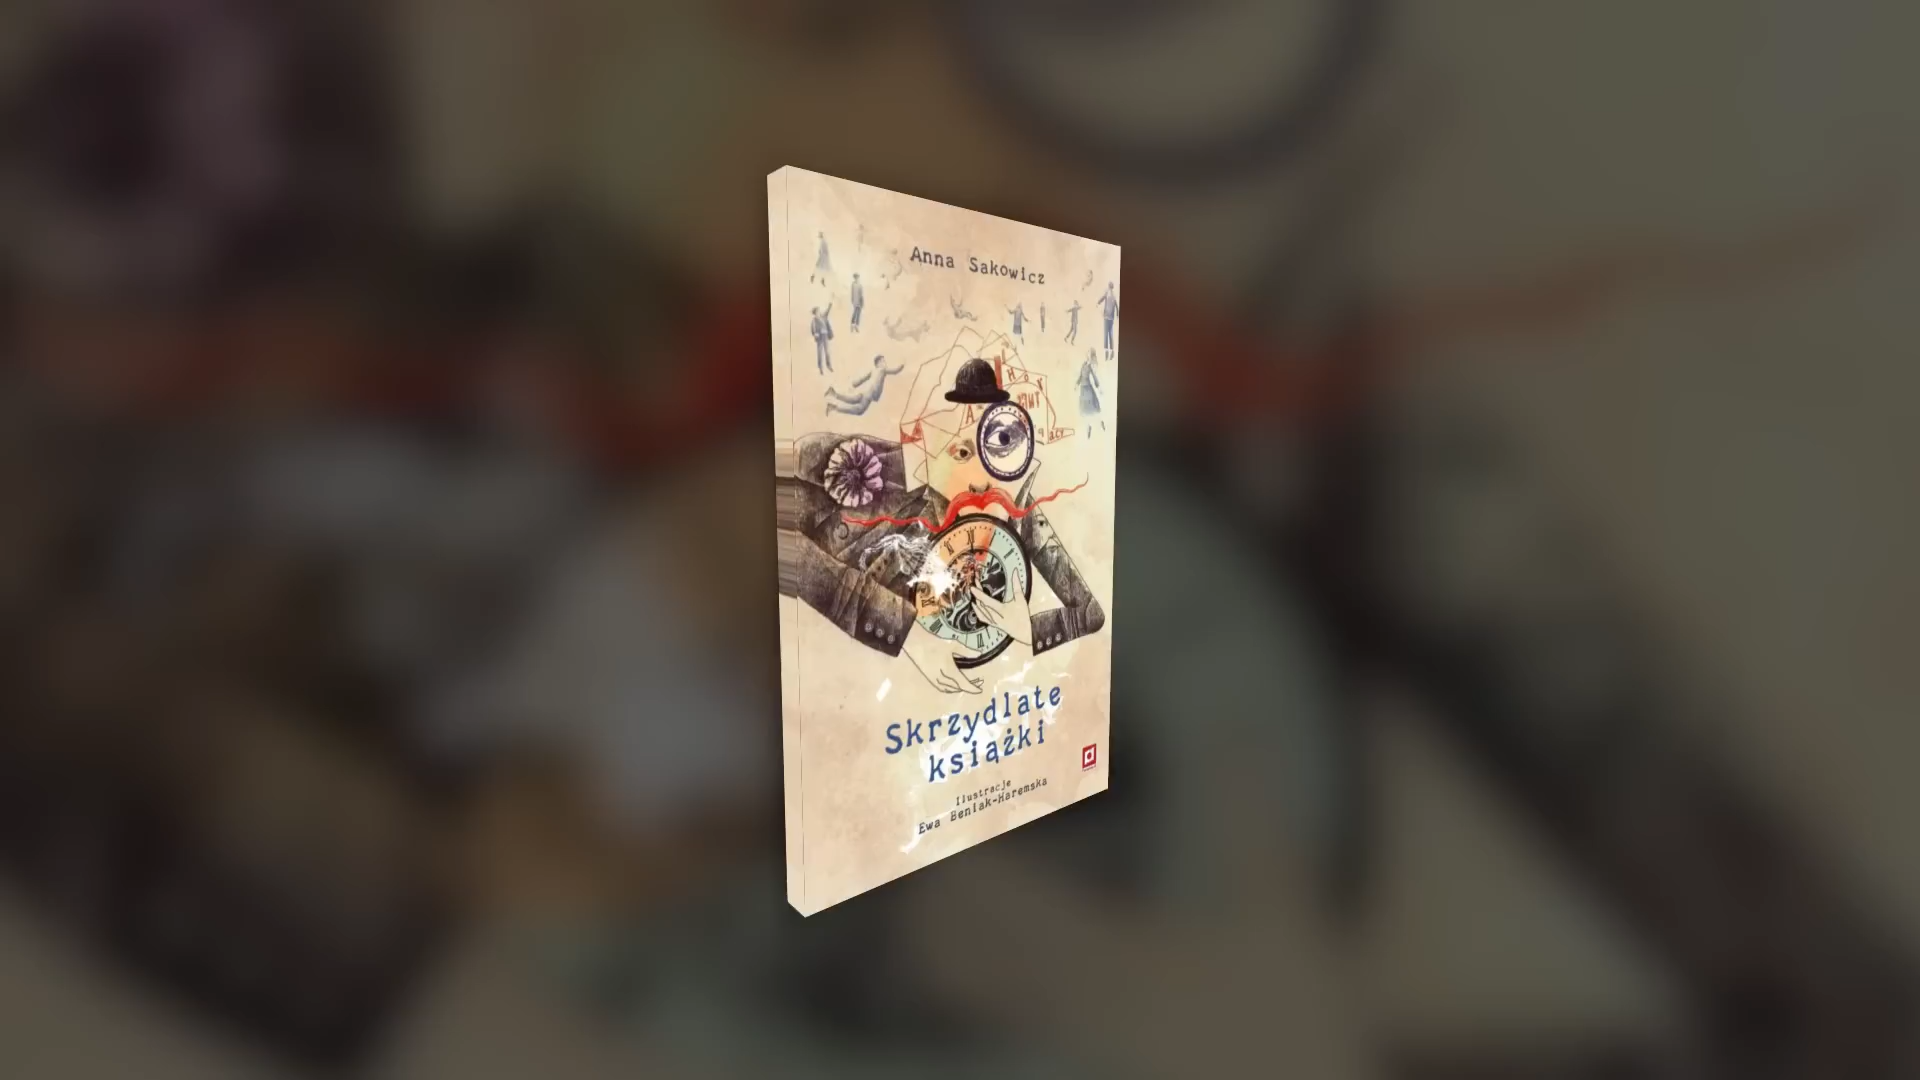 Anna Sakowicz
Skrzydlate
książki
Ilustracje
Ewa Beniak-Haremska